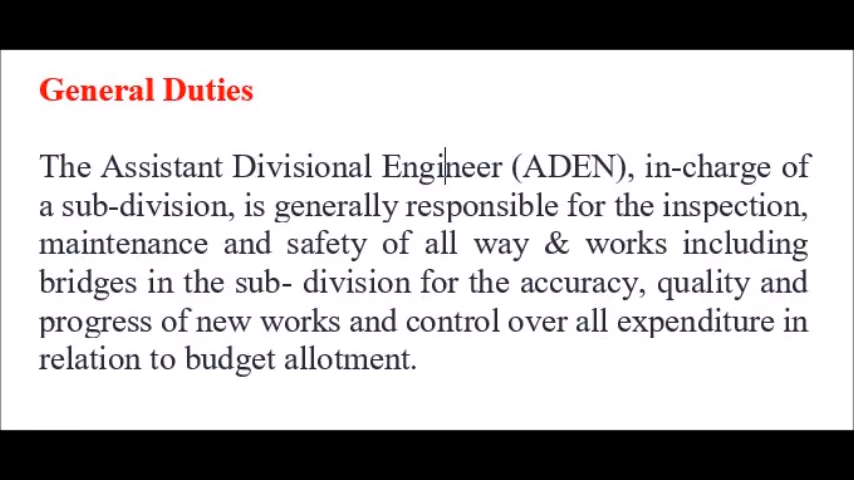 General Duties
The Assistant Divisional Engineer (ADEN), in-charge of
a sub-division, is generally responsible for the inspection,
maintenance and safety of all way & works including
bridges in the sub- division for the accuracy, quality and
progress of new works and control over all expenditure in
relation to budget allotment.